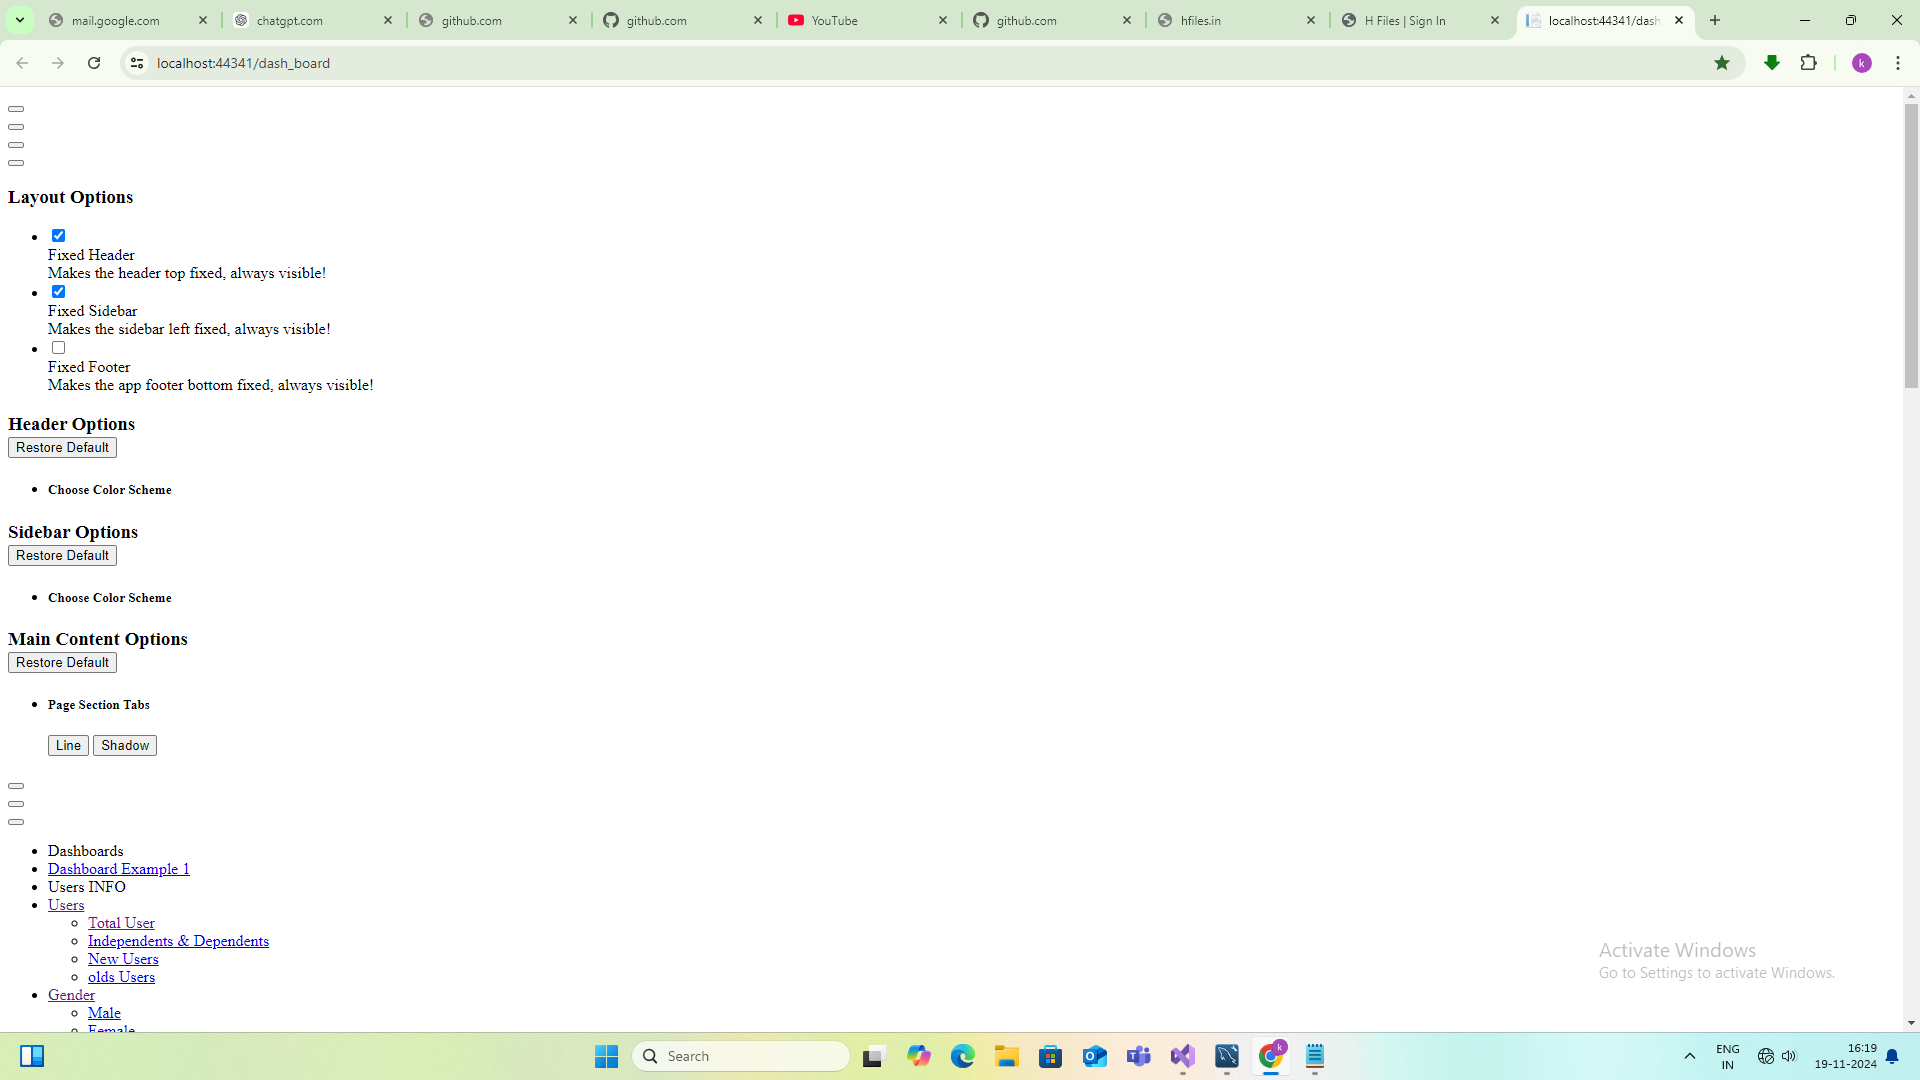 mail.google.com
chatgpt.com
github.com
github.com
YouTube
github.com
hfiles.in
H Files | Sign In
localhost:44341/dash
localhost:44341/dash_board
k
Layout Options
Fixed Header
Makes the header top fixed, always visible!
Fixed Sidebar
Makes the sidebar left fixed, always visible!
Fixed Footer
Makes the app footer bottom fixed, always visible!
Header Options
Restore Default
Choose Color Scheme
Sidebar Options
Restore Default
Choose Color Scheme
Main Content Options
Restore Default
Page Section Tabs
Line Shadow
Dashboards
Dashboard Example 1
Users INFO
Users
Total User
Independents & Dependents
New Users
olds Users
Gender
Male
Female
Activate Windows
Go to Settings to activate Windows.
Search
k
ENG
IN
16:19
19-11-2024